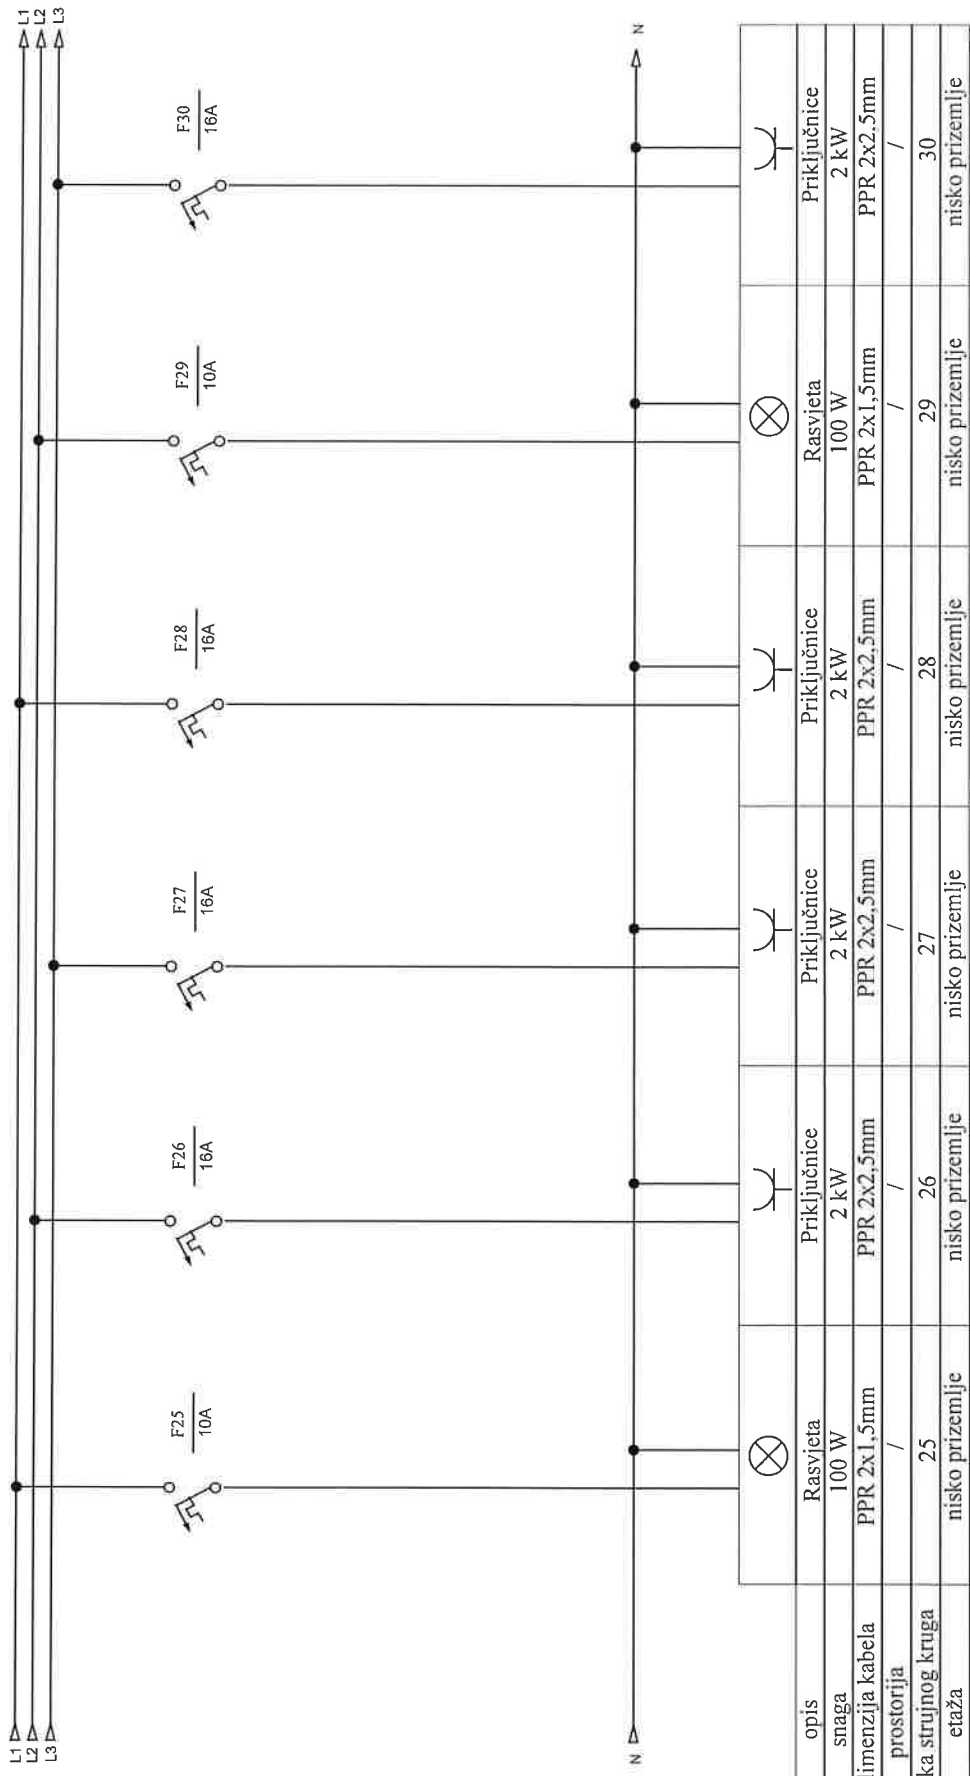 L1
L2
L3
L1
L2
L3
F25
10A
F26
16A
F27
16A
F28
16A
F29
10A
F30
16A
N
N
opis Rasvjeta Priključnice Priključnice Priključnice Rasvjeta Priključnice
snaga 100 W 2 kW 2 kW 2 kW 100 W 2 kW
limenzija kabela PPR 2x1,5mm PPR 2x2,5mm PPR 2x2,5mm PPR 2x2,5mm PPR 2x1,5mm PPR 2x2,5mm
prostorija / / / / / /
ka strujnog kruga 25 26 27 28 29 30
etaža nisko prizemlje nisko prizemlje nisko prizemlje nisko prizemlje nisko prizemlje nisko prizemlje